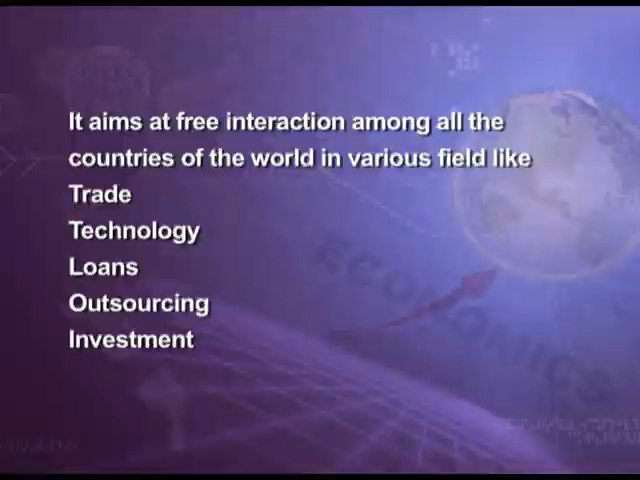 It aims at free interaction among all the
countries of the world in various field like
Trade
Technology
Loans
Outsourcing
Investment
ECONOMICS